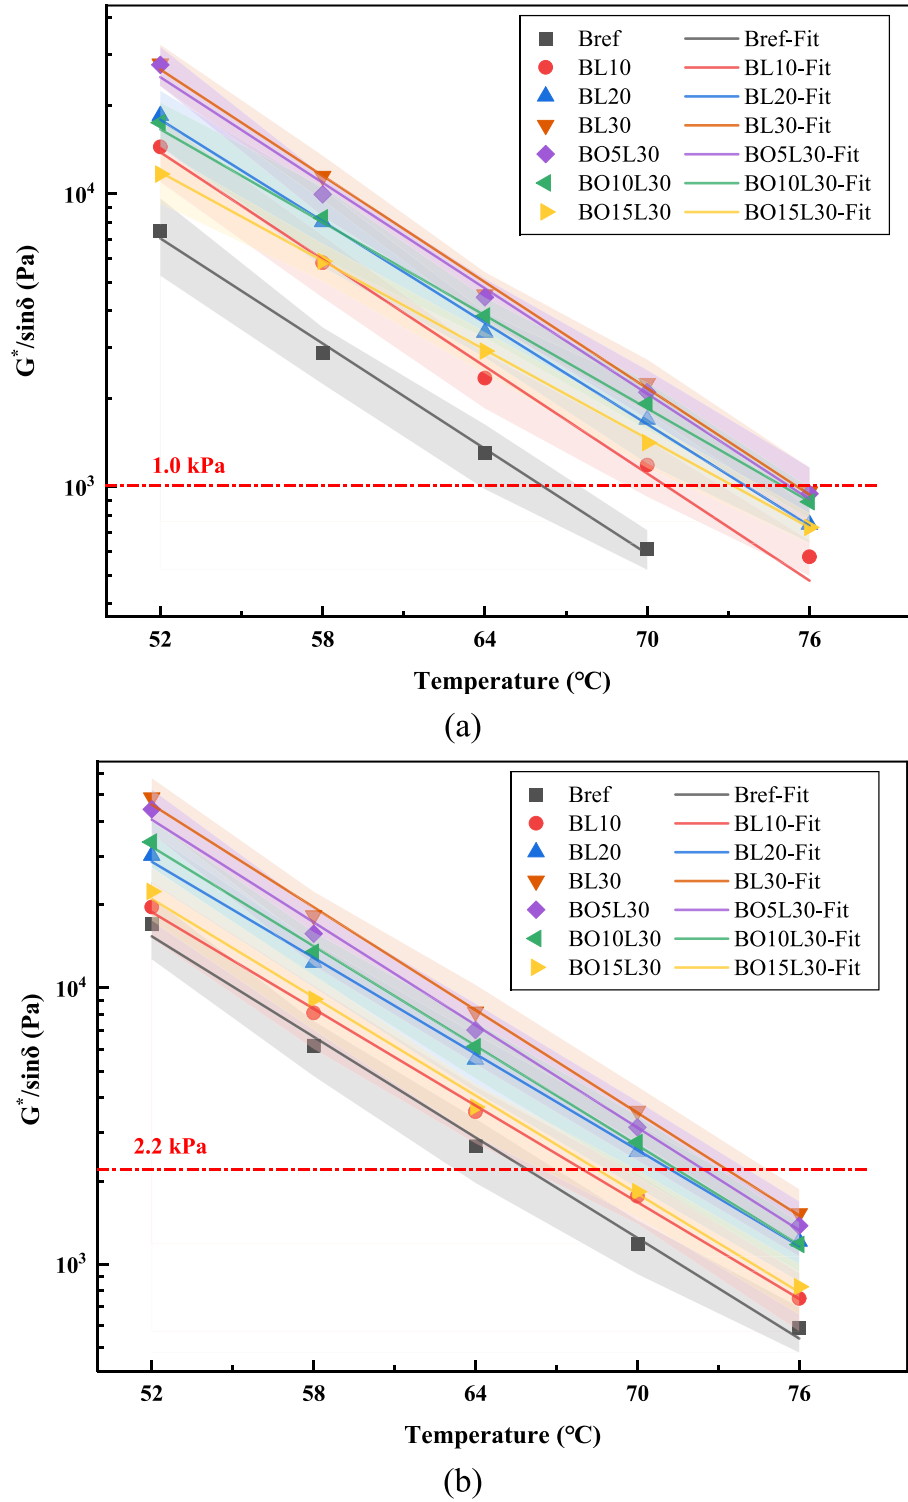 Bref Bref-Fit
BL10 BL10-Fit
BL20 BL20-Fit
BL30 BL30-Fit
BO5L30 BO5L30-Fit
BO10L30 BO10L30-Fit
BO15L30 BO15L30-Fit
10⁴
G*/sinδ (Pa)
1.0 kPa
10³
52 58 64 70 76
Temperature (°C)
(a)
Bref Bref-Fit
BL10 BL10-Fit
BL20 BL20-Fit
BL30 BL30-Fit
BO5L30 BO5L30-Fit
BO10L30 BO10L30-Fit
BO15L30 BO15L30-Fit
10⁴
G*/sinδ (Pa)
2.2 kPa
10³
52 58 64 70 76
Temperature (°C)
(b)